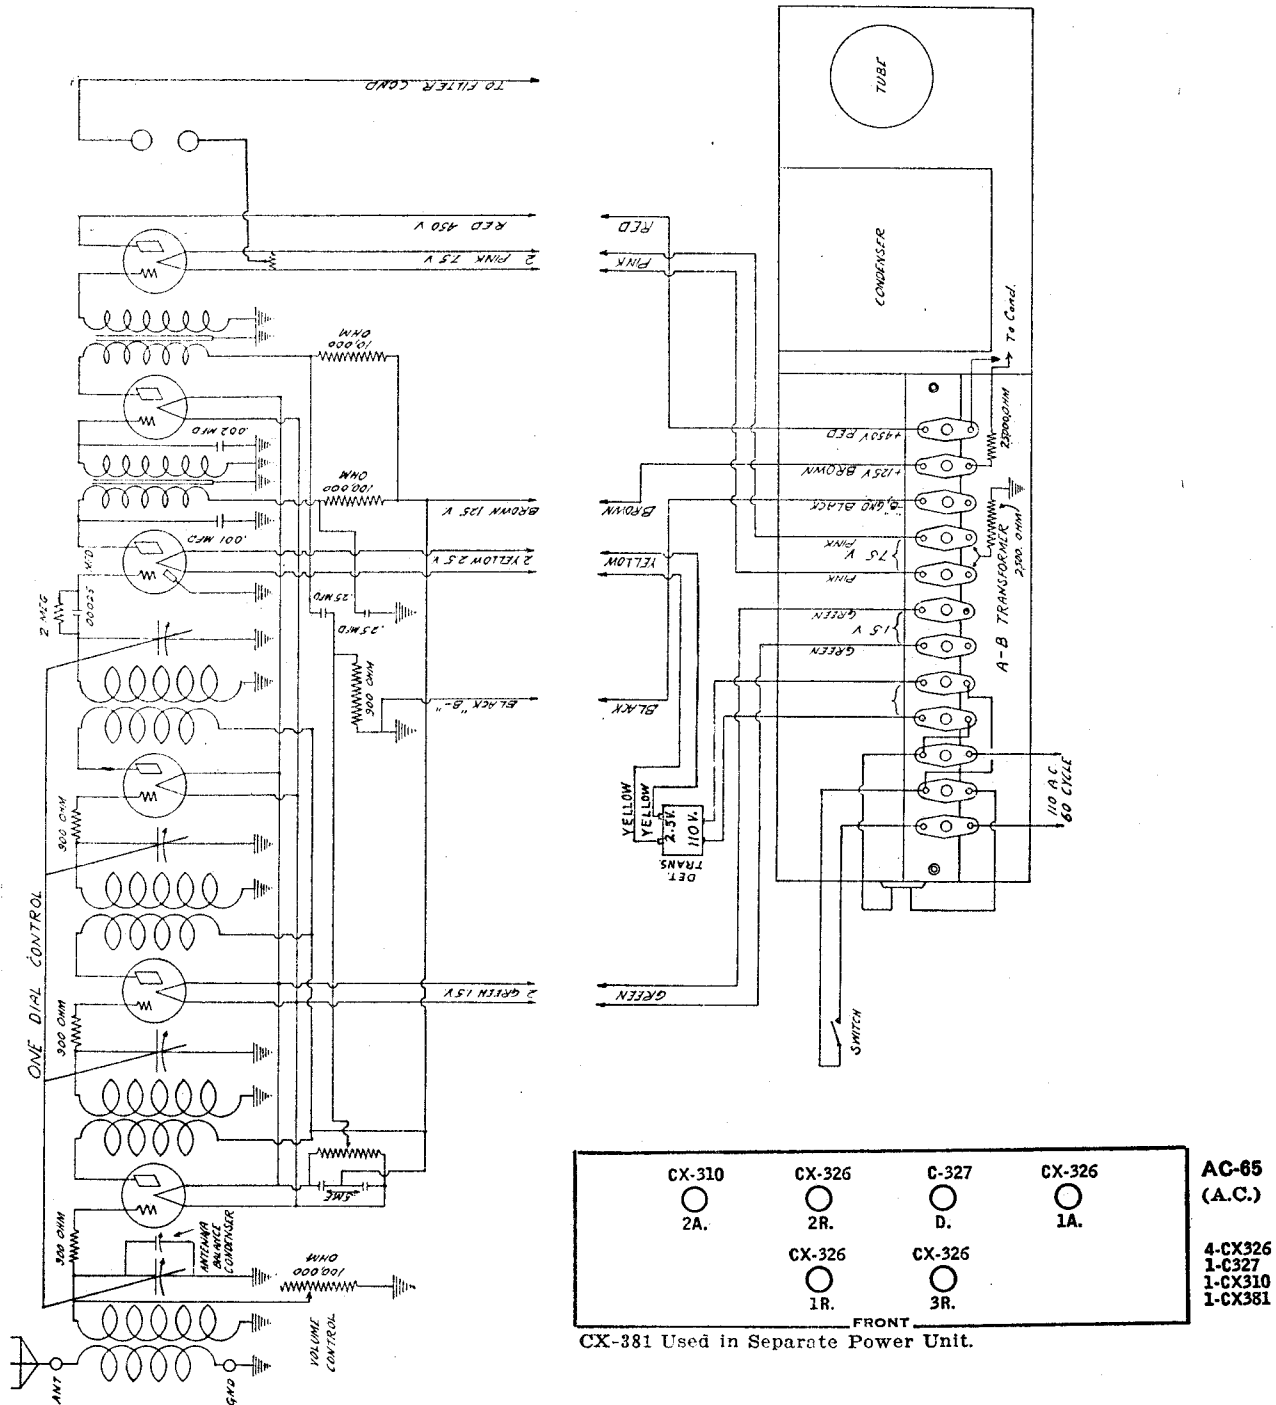 TO FILTER COND
RED 450 V
2 PINK 7.5 V
10,000
OHM
.002 MFD
100,000
OHM
BROWN 125 V.
.001 MFD
2 YELLOW 2.5 V.
2 MEG
.00025 MFD
.25 MFD
.25 MFD
900 OHM
BLACK "B-"
900 OHM
ONE DIAL CONTROL
2 GREEN 1.5 V
900 OHM
900 OHM
ANTENNA
BALANCE
CONDENSER
100,000
OHM
VOLUME
CONTROL
ANT
GND
TUBE
CONDENSER
To Cond.
RED
PINK
BROWN
YELLOW
BLACK
GREEN
+450V RED
+125V BROWN
"B", GND BLACK
PINK
7.5 V
PINK
GREEN
1.5 V
GREEN
25000,OHM
2,500. OHM
A-B TRANSFORMER
YELLOW
YELLOW
2.5V.
110V.
DET.
TRANS.
110 A.C.
60 CYCLE
SWITCH
CX-310
CX-326
C-327
CX-326
2A.
2R.
D.
1A.
CX-326
CX-326
1R.
3R.
FRONT
AC-65
(A.C.)
4-CX326
1-C327
1-CX310
1-CX381
CX-381 Used in Separate Power Unit.